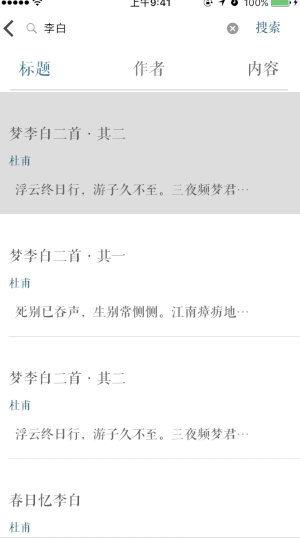 上午9:41
100%
李白
搜索
标题 作者 内容
梦李白二首·其二
杜甫
浮云终日行，游子久不至。三夜频梦君…
梦李白二首·其一
杜甫
死别已吞声，生别常恻恻。江南瘴疠地…
梦李白二首·其二
杜甫
浮云终日行，游子久不至。三夜频梦君…
春日忆李白
杜甫